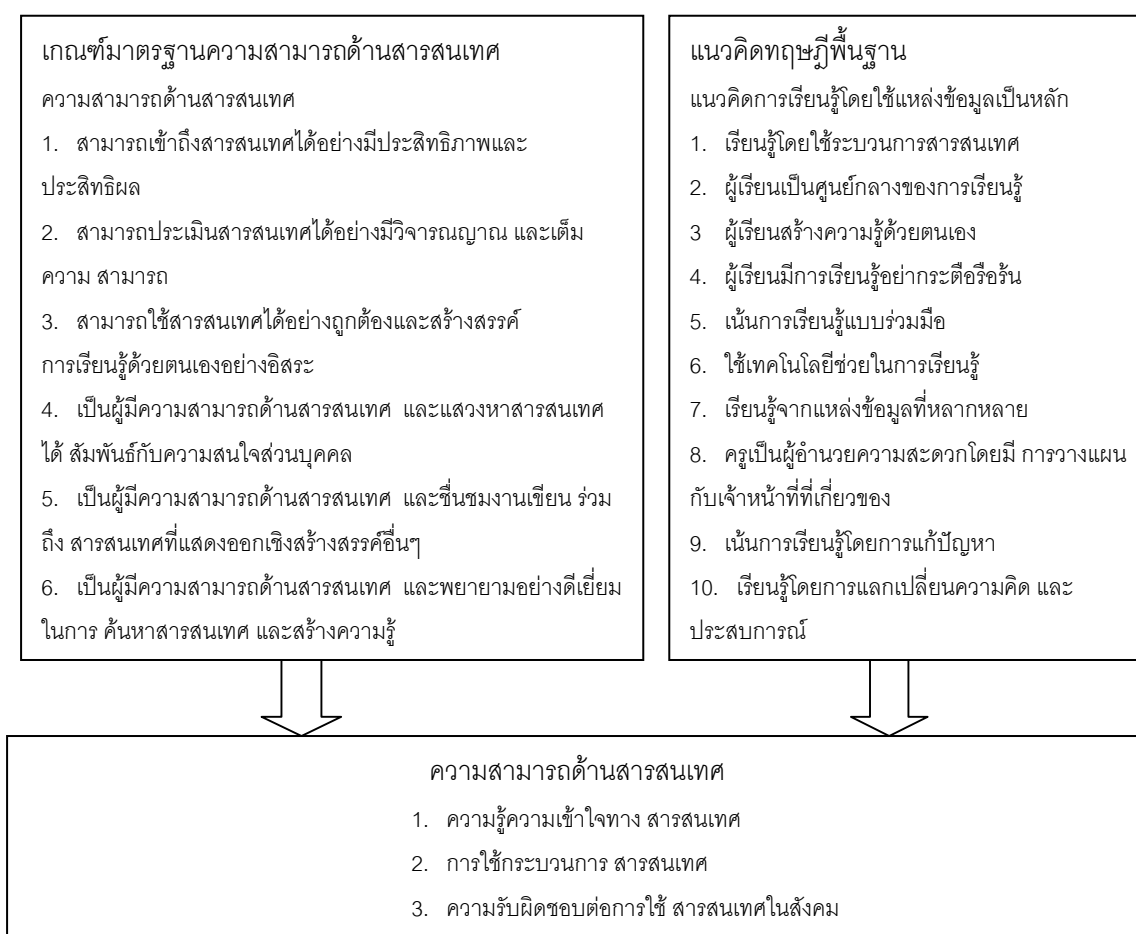 เกณฑ์มาตรฐานความสามารถด้านสารสนเทศ
ความสามารถด้านสารสนเทศ
1. สามารถเข้าถึงสารสนเทศได้อย่างมีประสิทธิภาพและ
ประสิทธิผล
2. สามารถประเมินสารสนเทศได้อย่างมีวิจารณญาณ และเต็ม
ความ สามารถ
3. สามารถใช้สารสนเทศได้อย่างถูกต้องและสร้างสรรค์
การเรียนรู้ด้วยตนเองอย่างอิสระ
4. เป็นผู้มีความสามารถด้านสารสนเทศ และแสวงหาสารสนเทศ
ได้ สัมพันธ์กับความสนใจส่วนบุคคล
5. เป็นผู้มีความสามารถด้านสารสนเทศ และชื่นชมงานเขียน ร่วม
ถึง สารสนเทศที่แสดงออกเชิงสร้างสรรค์อื่นๆ
6. เป็นผู้มีความสามารถด้านสารสนเทศ และพยายามอย่างดีเยี่ยม
ในการ ค้นหาสารสนเทศ และสร้างความรู้
แนวคิดทฤษฎีพื้นฐาน
แนวคิดการเรียนรู้โดยใช้แหล่งข้อมูลเป็นหลัก
1. เรียนรู้โดยใช้ระบวนการสารสนเทศ
2. ผู้เรียนเป็นศูนย์กลางของการเรียนรู้
3 ผู้เรียนสร้างความรู้ด้วยตนเอง
4. ผู้เรียนมีการเรียนรู้อย่ากระตือรือร้น
5. เน้นการเรียนรู้แบบร่วมมือ
6. ใช้เทคโนโลยีช่วยในการเรียนรู้
7. เรียนรู้จากแหล่งข้อมูลที่หลากหลาย
8. ครูเป็นผู้อำนวยความสะดวกโดยมี การวางแผน
กับเจ้าหน้าที่ที่เกี่ยวของ
9. เน้นการเรียนรู้โดยการแก้ปัญหา
10. เรียนรู้โดยการแลกเปลี่ยนความคิด และ
ประสบการณ์
ความสามารถด้านสารสนเทศ
1. ความรู้ความเข้าใจทาง สารสนเทศ
2. การใช้กระบวนการ สารสนเทศ
3. ความรับผิดชอบต่อการใช้ สารสนเทศในสังคม